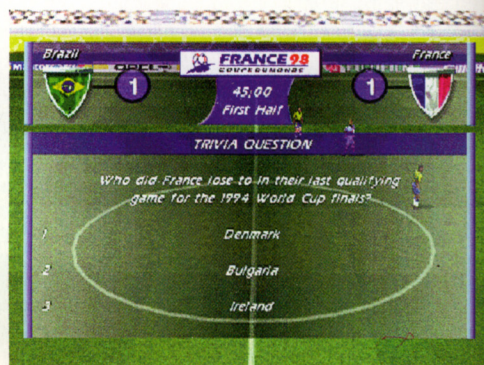 Brazil
France
FRANCE 98
COUPE DU MONDE
OPEL
1
1
45:00
First Half
TRIVIA QUESTION
Who did France lose to in their last qualifying
game for the 1994 World Cup finals?
1 Denmark
2 Bulgaria
3 Ireland